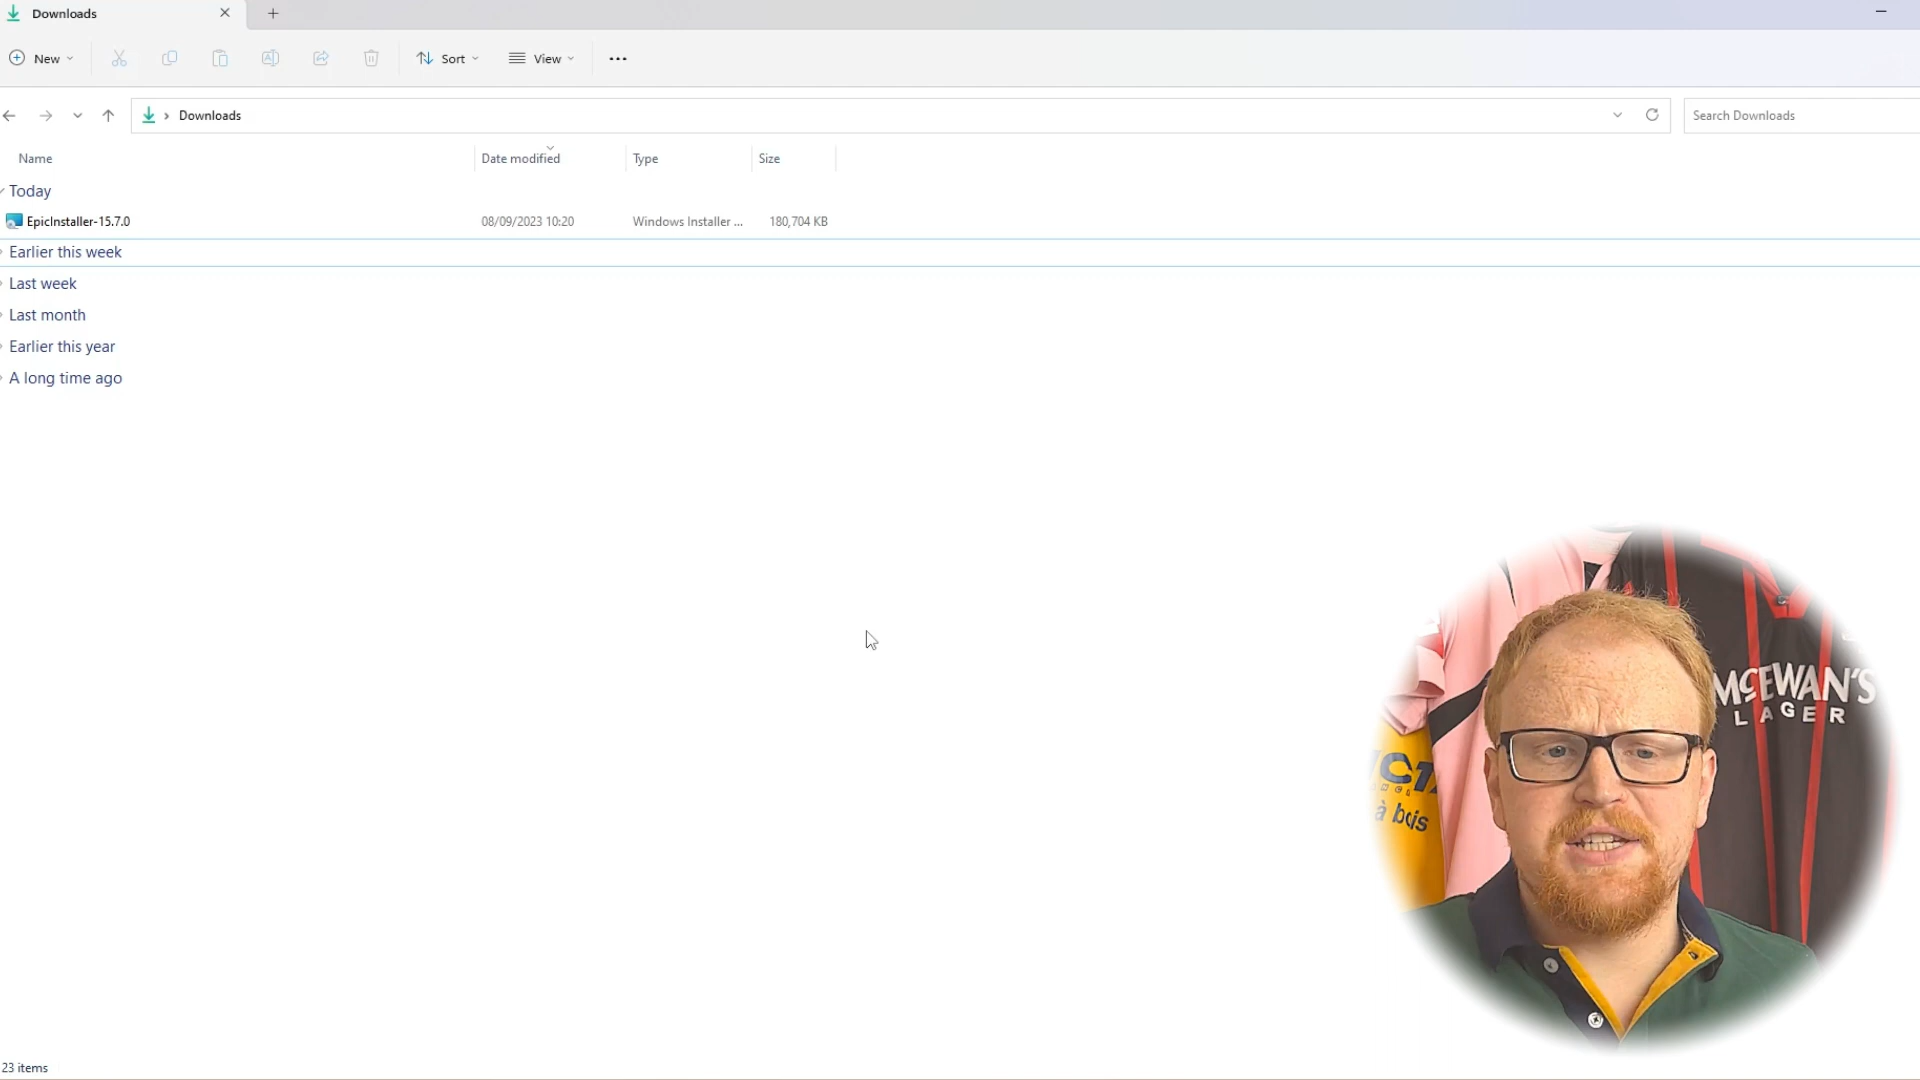 Downloads
New
Sort
View
Downloads
Search Downloads
Name
Date modified
Type
Size
Today
EpicInstaller-15.7.0
08/09/2023 10:20
Windows Installer ...
180,704 KB
Earlier this week
Last week
Last month
Earlier this year
A long time ago
McEWAN'S
LAGER
à bois
23 items